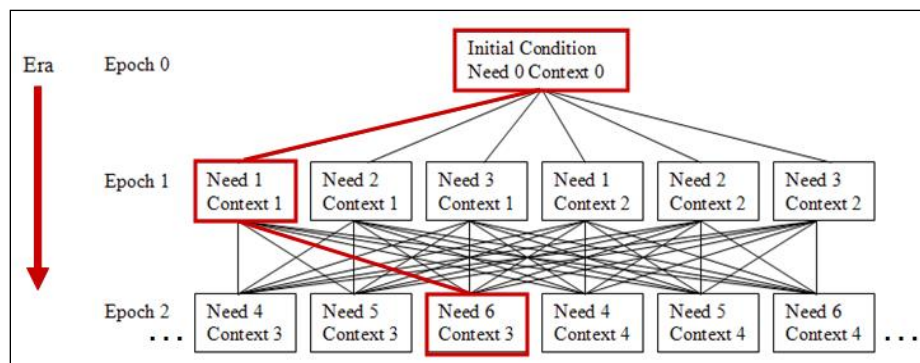 Era
Epoch 0
Initial Condition
Need 0 Context 0
Epoch 1
Need 1
Context 1
Need 2
Context 1
Need 3
Context 1
Need 1
Context 2
Need 2
Context 2
Need 3
Context 2
Epoch 2
. . .
Need 4
Context 3
Need 5
Context 3
Need 6
Context 3
Need 4
Context 4
Need 5
Context 4
Need 6
Context 4
. . .